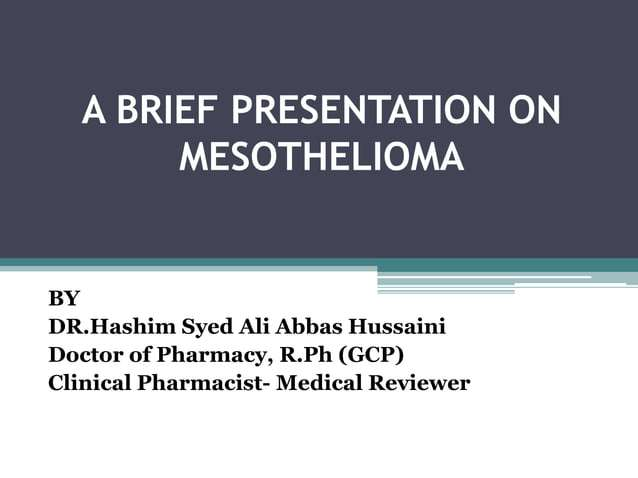 A BRIEF PRESENTATION ON
MESOTHELIOMA
BY
DR.Hashim Syed Ali Abbas Hussaini
Doctor of Pharmacy, R.Ph (GCP)
Clinical Pharmacist- Medical Reviewer